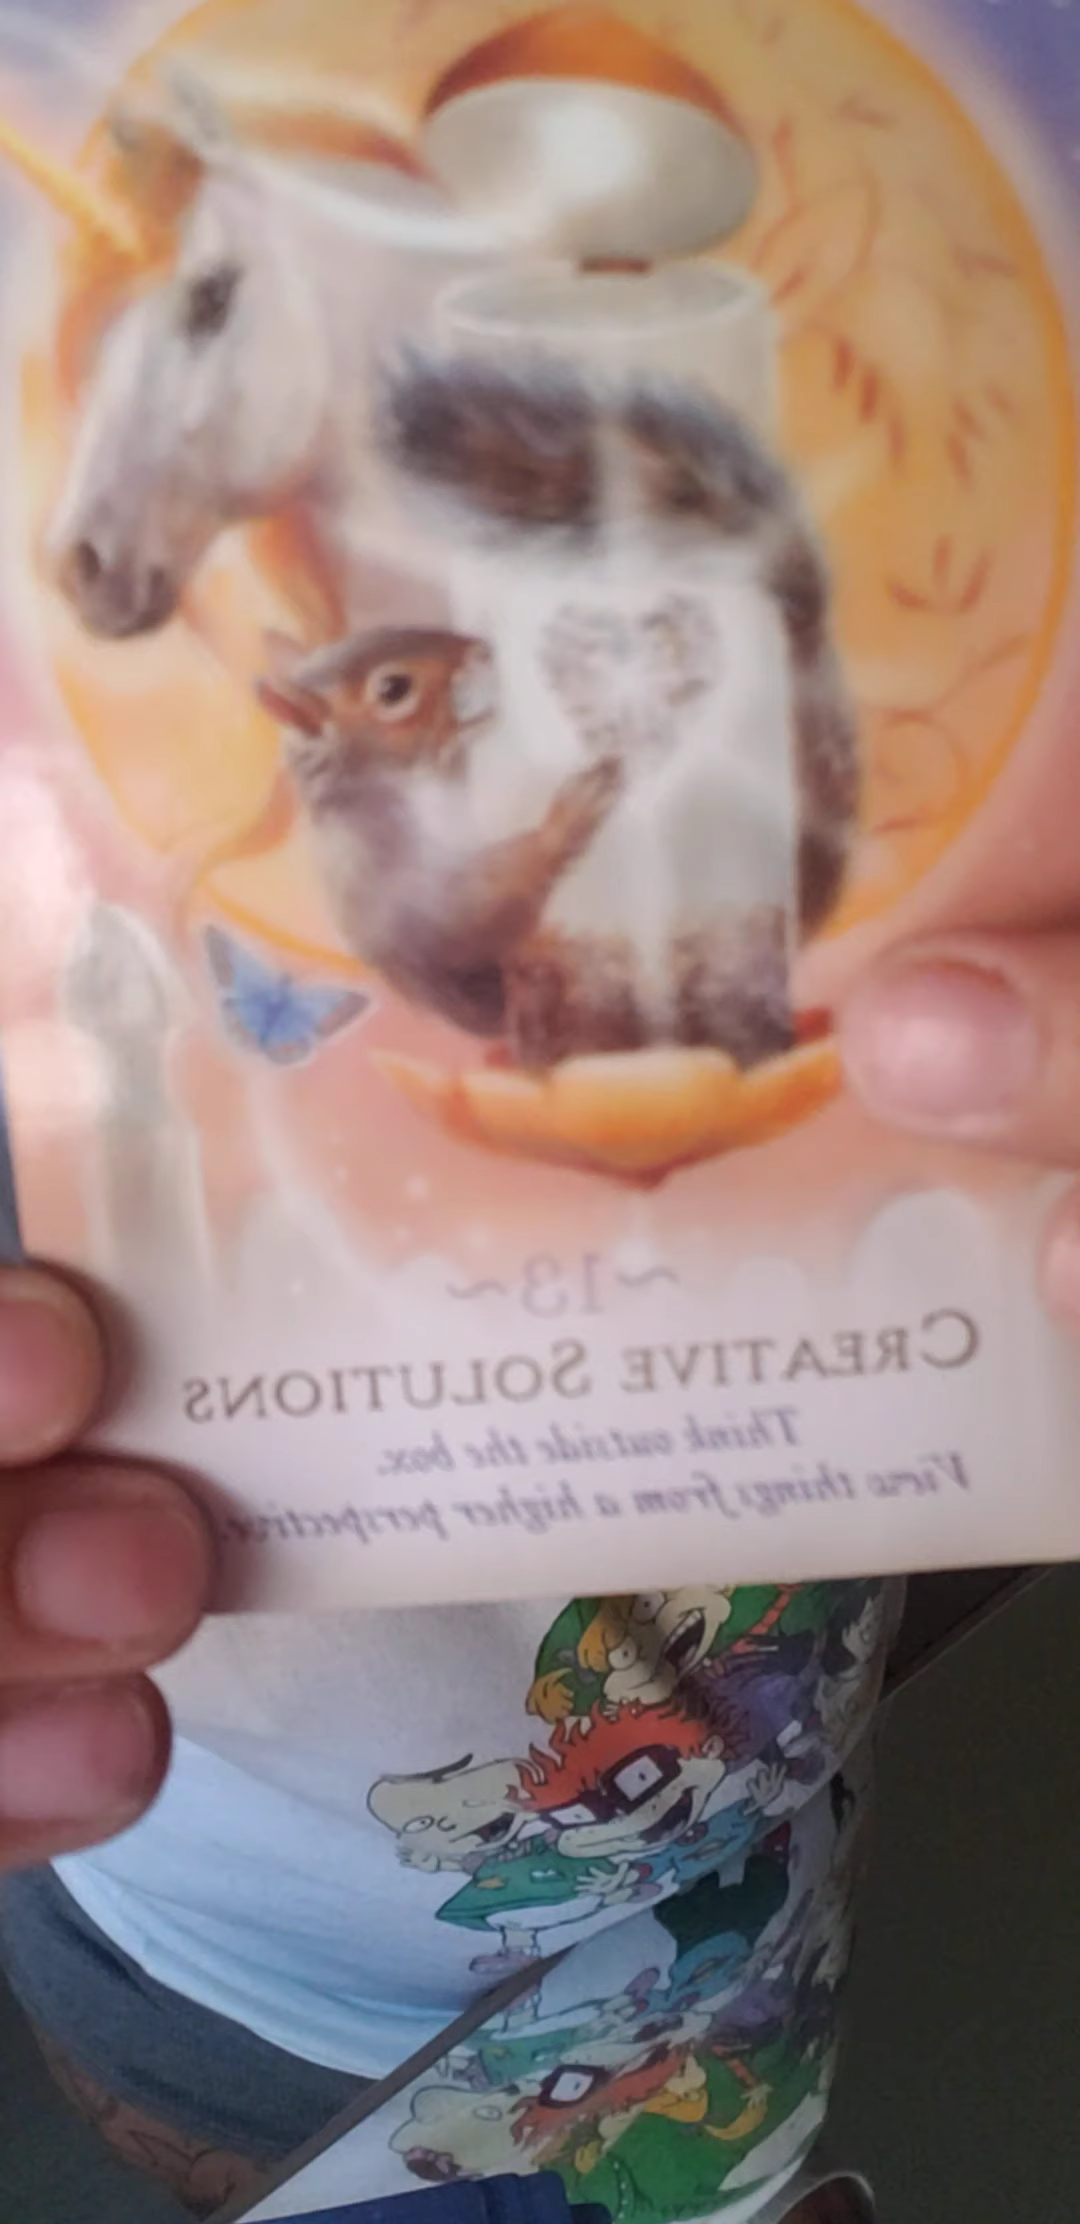 ~13~
CREATIVE SOLUTIONS
Think outside the box.
View things from a higher perspective.